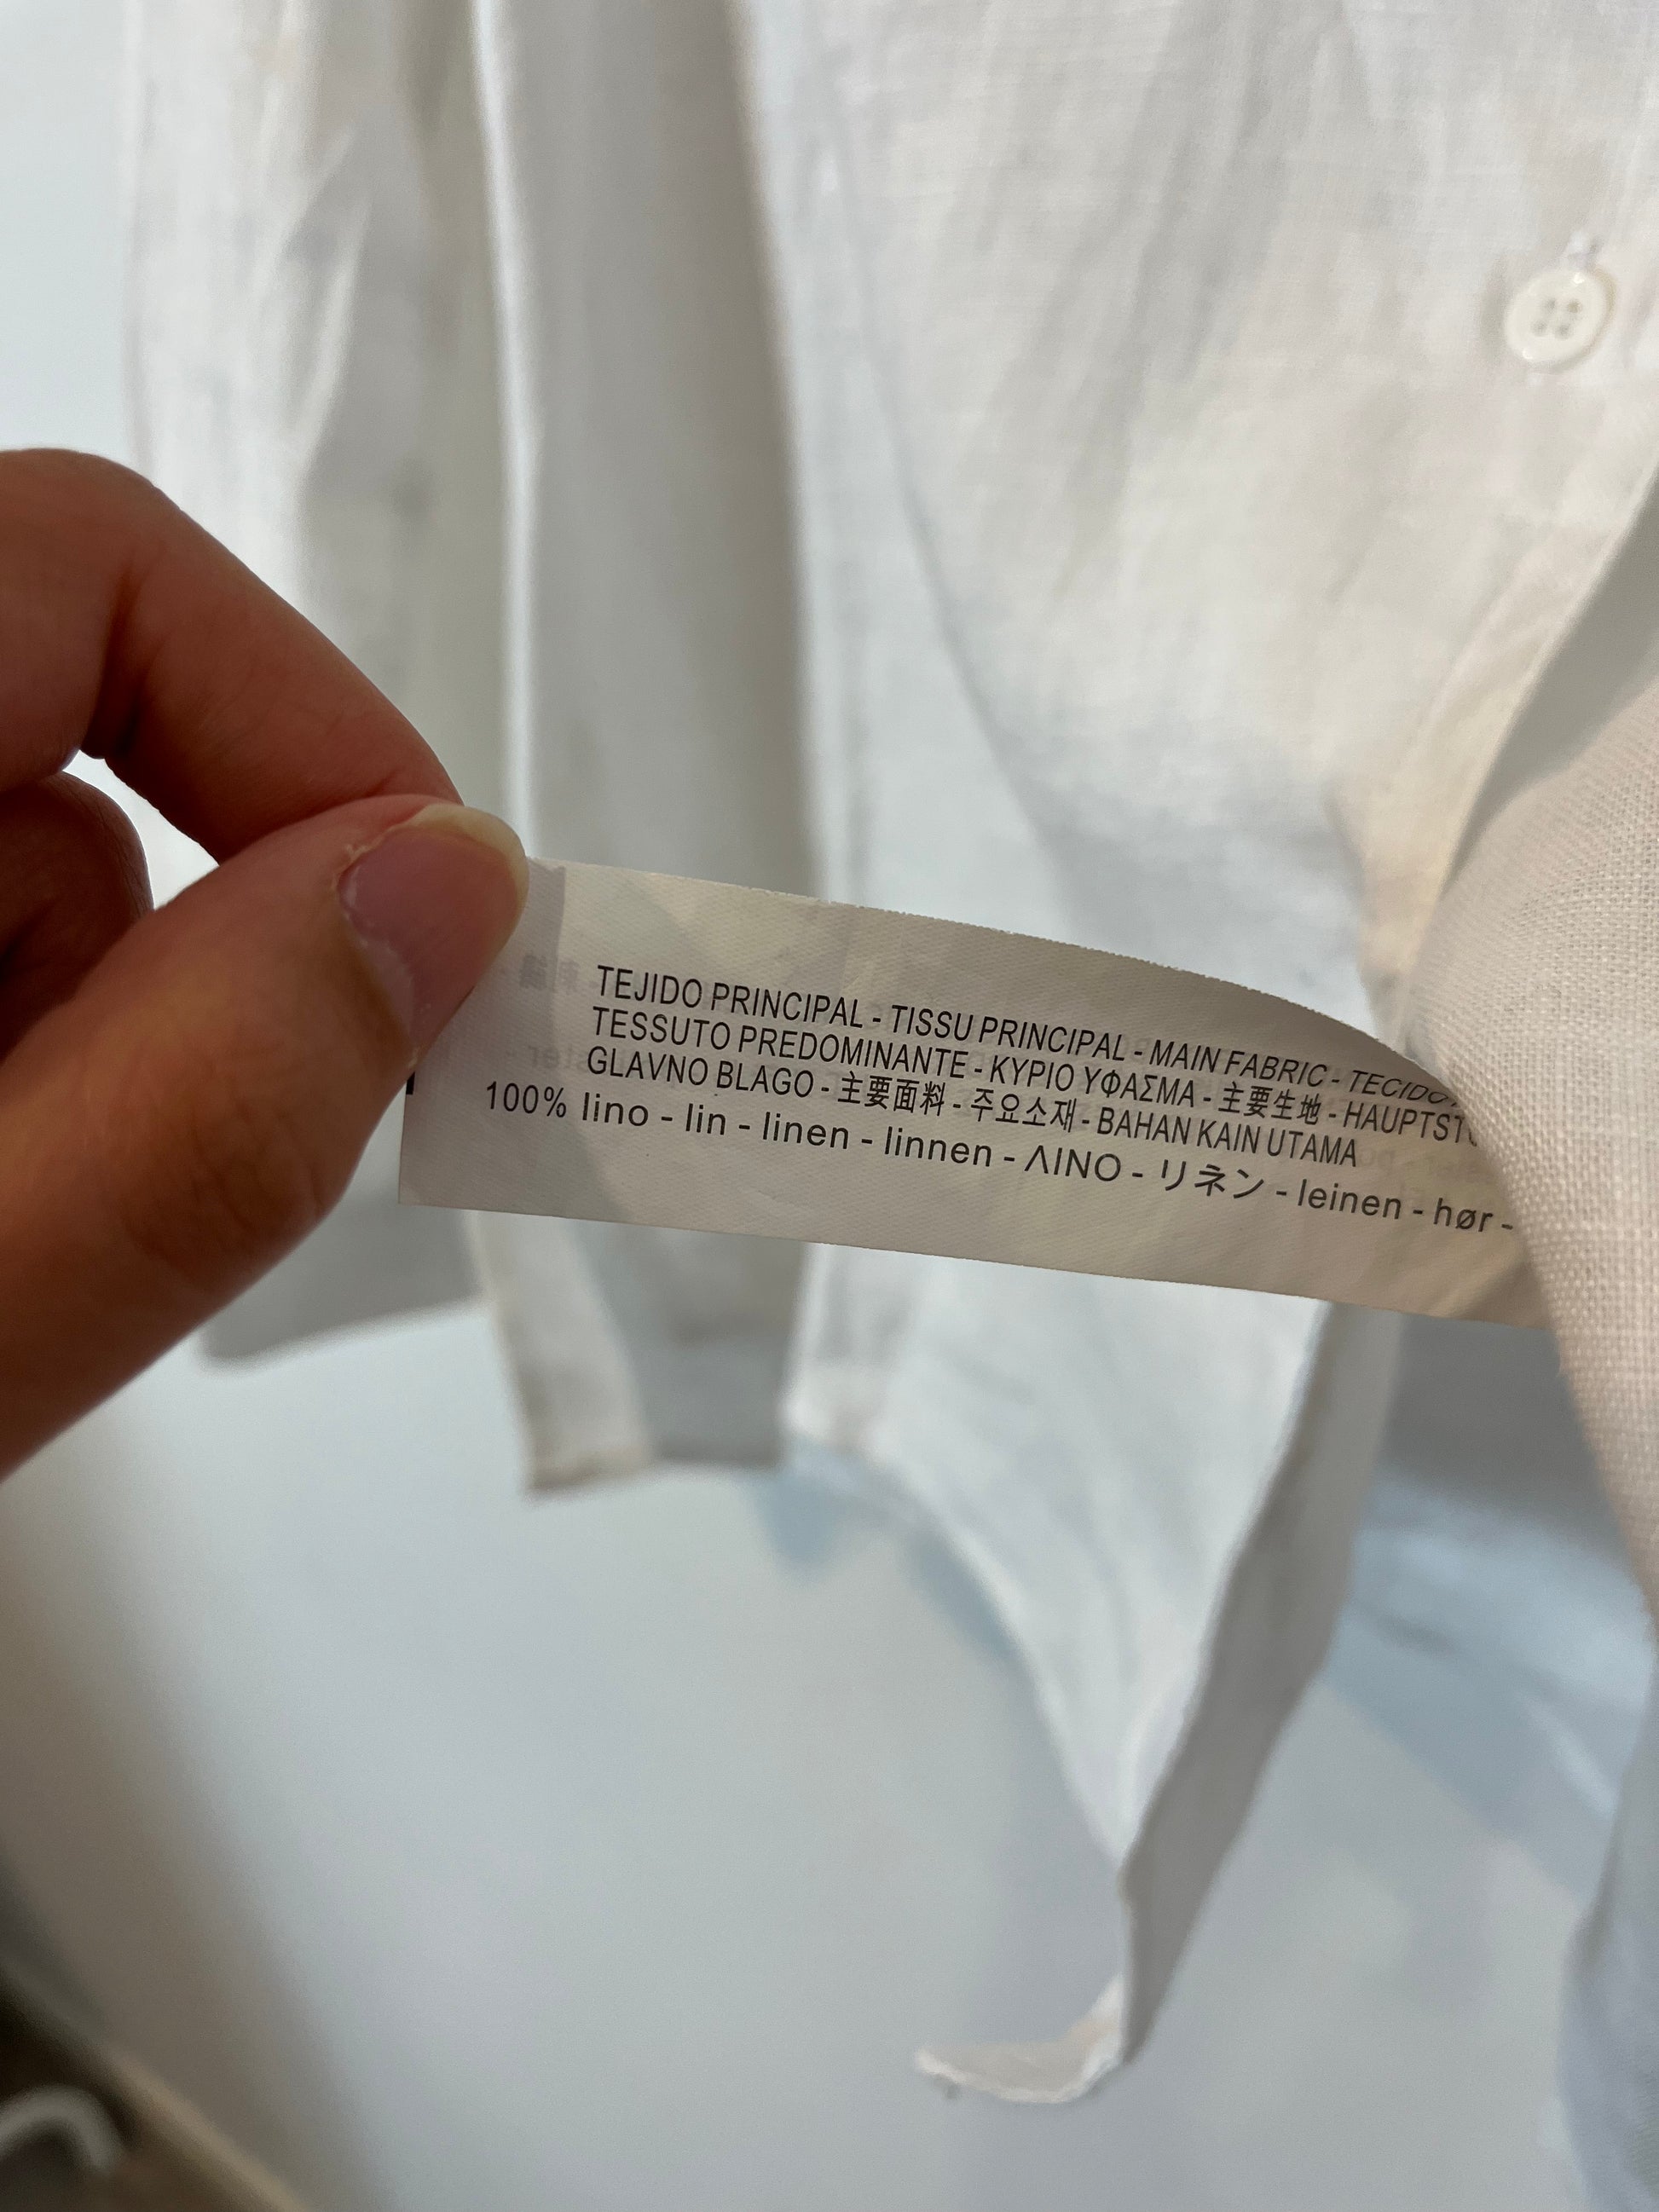 TEJIDO PRINCIPAL - TISSU PRINCIPAL - MAIN FABRIC -
TESSUTO PREDOMINANTE - ΚΥΡΙΟ ΥΦΑΣΜΑ - 主要生地 -
GLAVNO BLAGO - 主要面料 - 주요소재 - BAHAN KAIN UTAMA
100% lino - lin - linen - linnen - ΛΙΝΟ - リネン - leinen - hør -